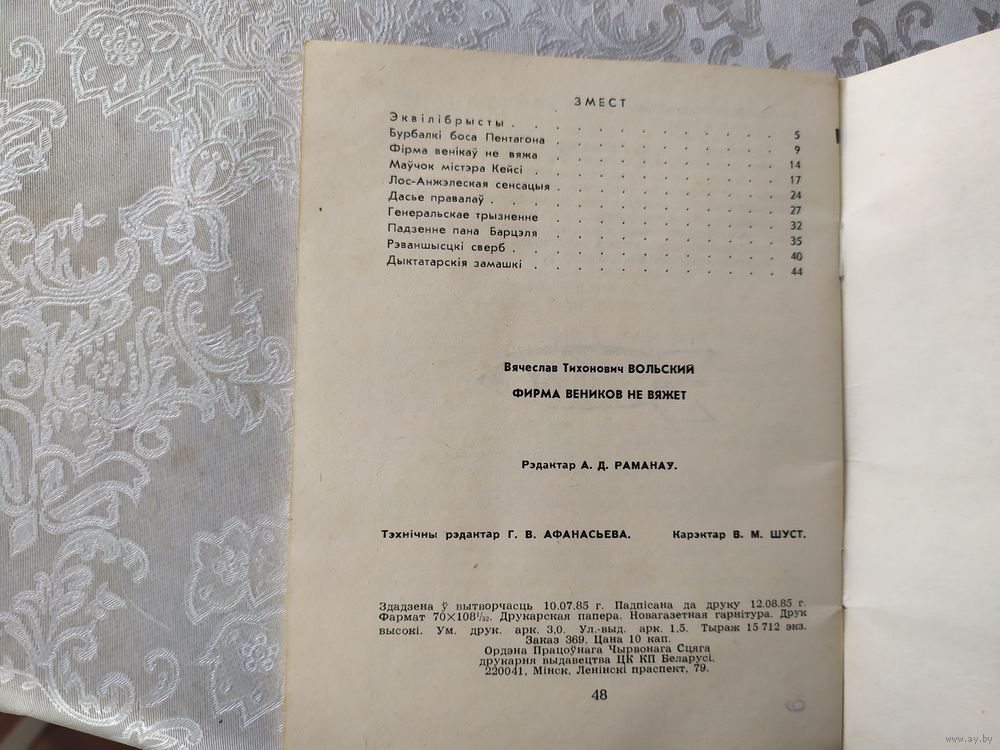 ЗМЕСТ
Эквілібрысты . . . . . . . . . . 5
Бурбалкі боса Пентагона . . . . . . . . 9
Фірма венікаў не вяжа . . . . . . . . 14
Маўчок містэра Кейсі . . . . . . . . . 17
Лос-Анжэлеская сенсацыя . . . . . . . . 24
Дасье правалаў . . . . . . . . . . 27
Генеральскае трызненне . . . . . . . . 32
Падзенне пана Барцэля . . . . . . . . 35
Рэваншысцкі сверб . . . . . . . . . 40
Дыктатарскія замашкі . . . . . . . . . 44
Вячеслав Тихонович ВОЛЬСКИЙ
ФИРМА ВЕНИКОВ НЕ ВЯЖЕТ
Рэдактар А. Д. РАМАНАУ.
Тэхнічны рэдактар Г. В. АФАНАСЬЕВА. Карэктар В. М. ШУСТ.
Здадзена ў вытворчасць 10.07.85 г. Падпісана да друку 12.08.85 г.
Фармат 70×108¹/₃₂. Друкарская папера. Новагазетная гарнітура. Друк
высокі. Ум. друк. арк. 3,0. Ул.-выд. арк. 1,5. Тыраж 15 712 экз.
Заказ 369. Цана 10 кап.
Ордэна Працоўнага Чырвонага Сцяга
друкарня выдавецтва ЦК КП Беларусі,
220041, Мінск, Ленінскі праспект, 79.
48
www.ay.by